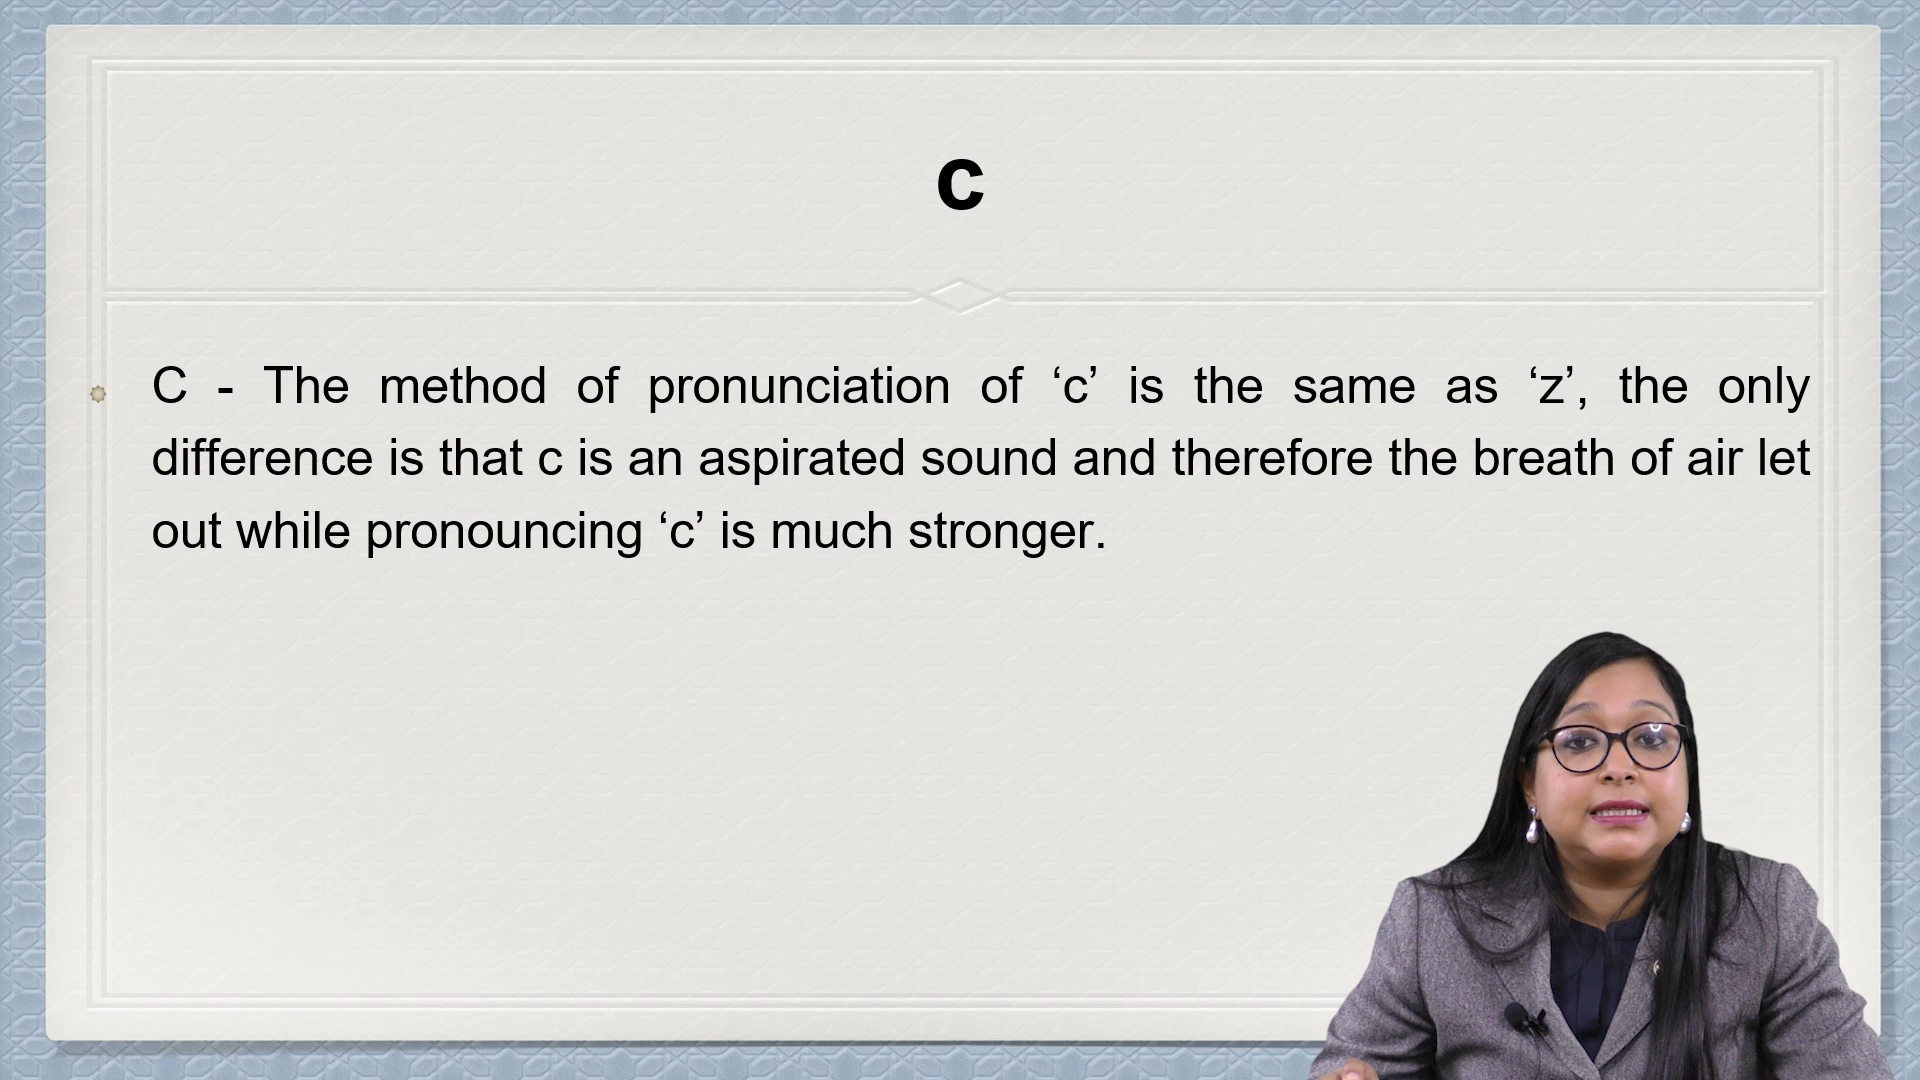 c
C - The method of pronunciation of ‘c’ is the same as ‘z’, the only
difference is that c is an aspirated sound and therefore the breath of air let
out while pronouncing ‘c’ is much stronger.